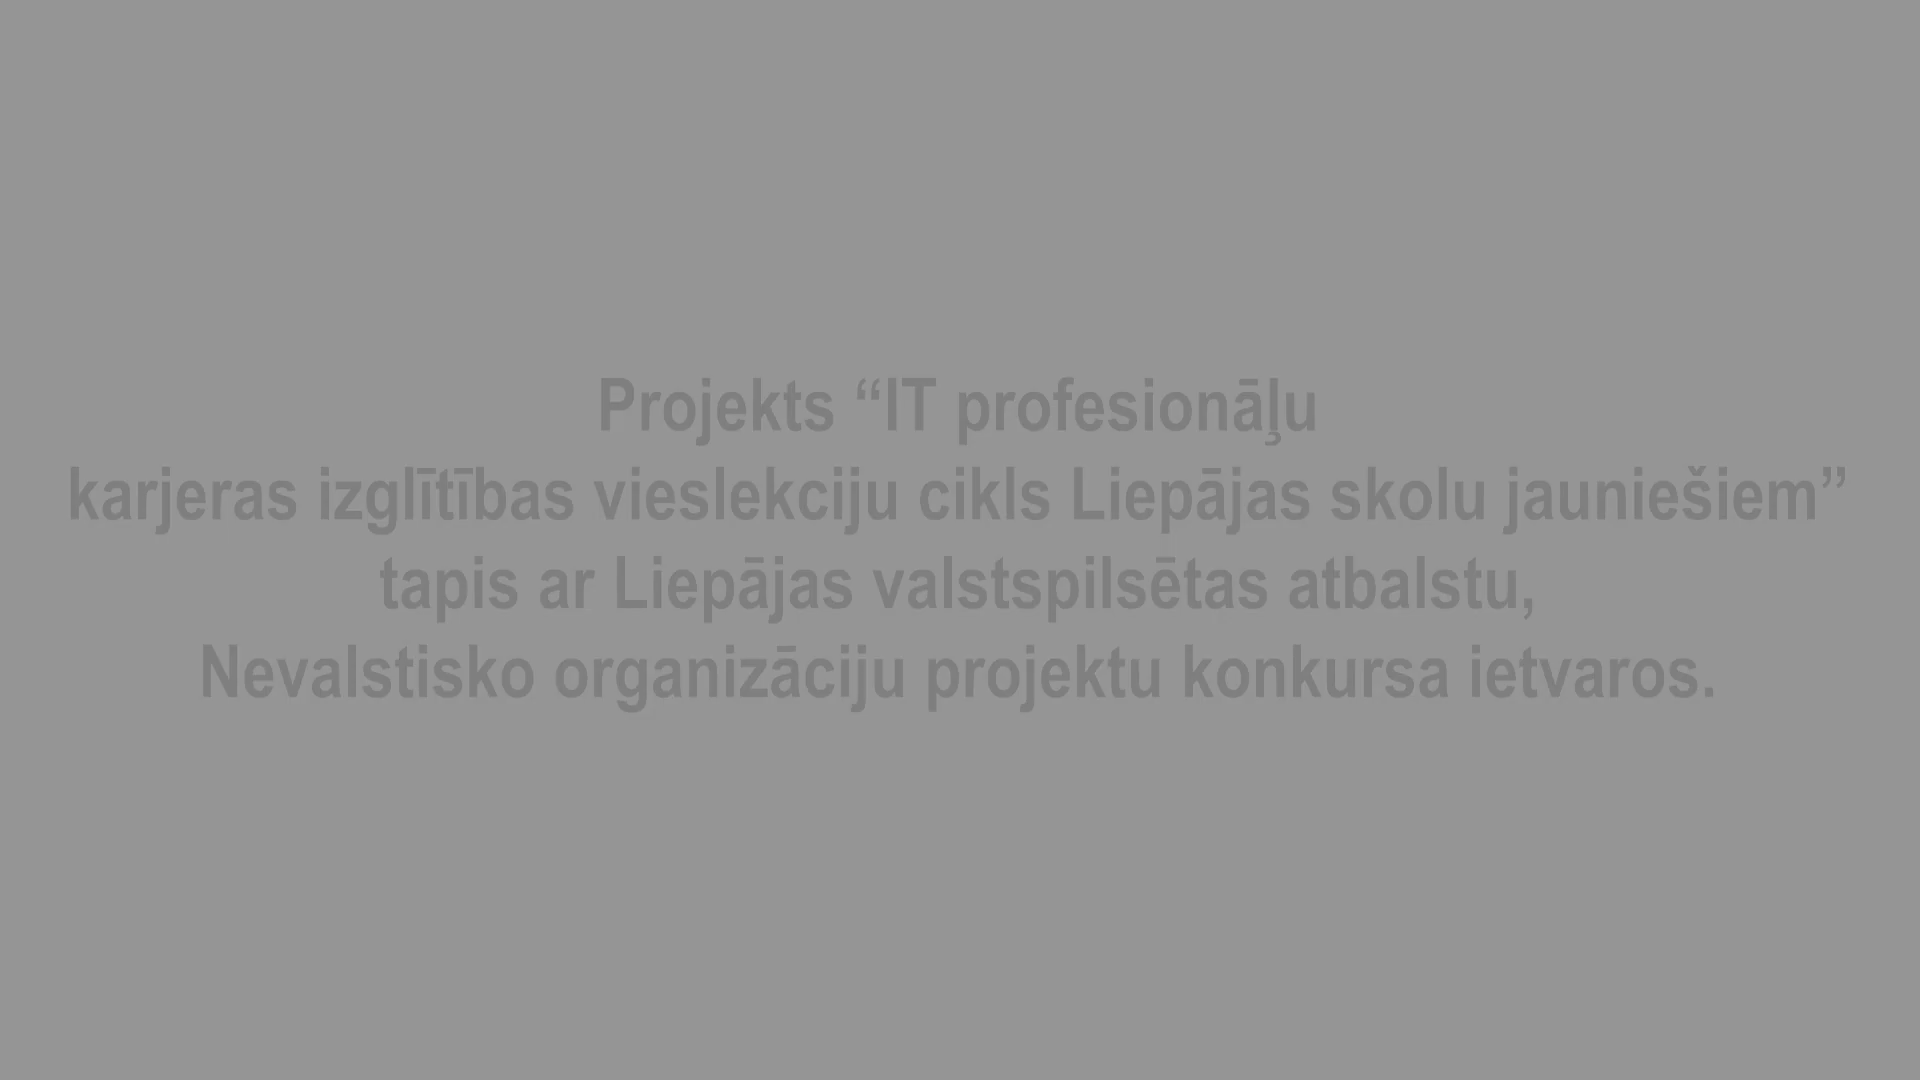 Projekts “IT profesionāļu
karjeras izglītības vieslekciju cikls Liepājas skolu jauniešiem”
tapis ar Liepājas valstspilsētas atbalstu,
Nevalstisko organizāciju projektu konkursa ietvaros.